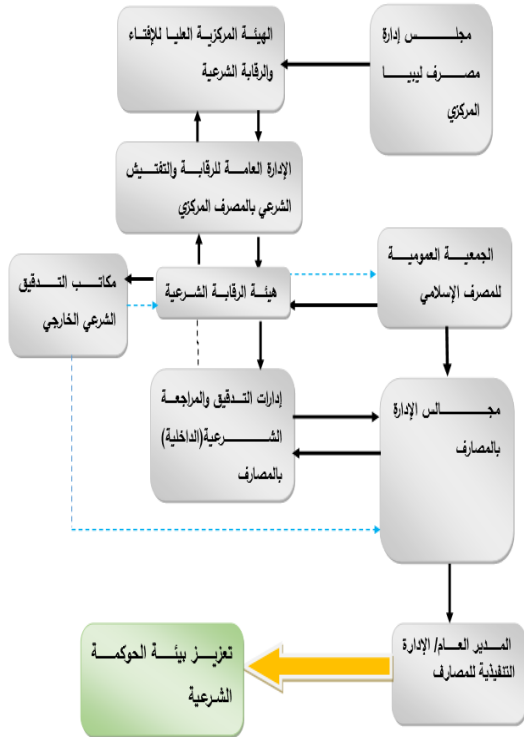 مجلس إدارة
مصرف ليبيا
المركزي
الهيئة المركزية العليا للإفتاء
والرقابة الشرعية
الإدارة العامة للرقابة والتفتيش
الشرعي بالمصرف المركزي
الجمعية العمومية
للمصرف الإسلامي
هيئة الرقابة الشرعية
مكاتب التدقيق
الشرعي الخارجي
إدارات التدقيق والمراجعة
الشرعية(الداخلية)
بالمصارف
مجالس الإدارة
بالمصارف
المدير العام/ الإدارة
التنفيذية للمصارف
تعزيز بيئة الحوكمة
الشرعية